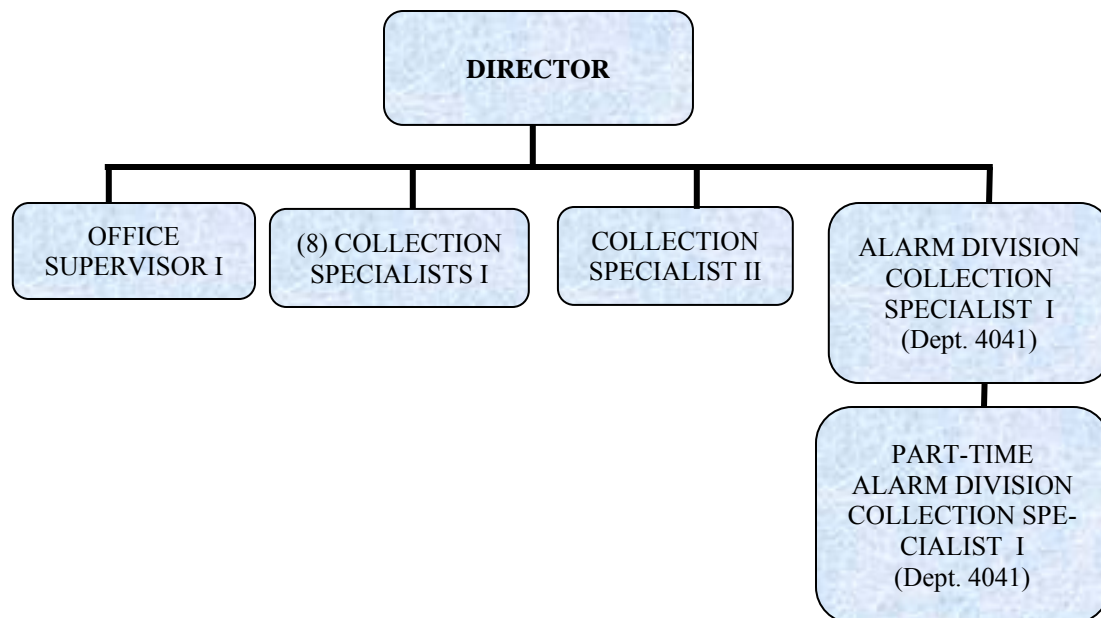 DIRECTOR
OFFICE
SUPERVISOR I
(8) COLLECTION
SPECIALISTS I
COLLECTION
SPECIALIST II
ALARM DIVISION
COLLECTION
SPECIALIST I
(Dept. 4041)
PART-TIME
ALARM DIVISION
COLLECTION SPE-
CIALIST I
(Dept. 4041)